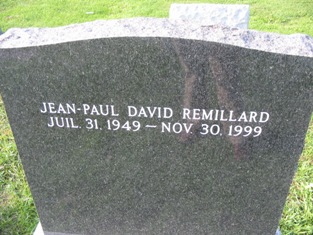 JEAN-PAUL DAVID REMILLARD
JUIL. 31. 1949 — NOV. 30. 1999